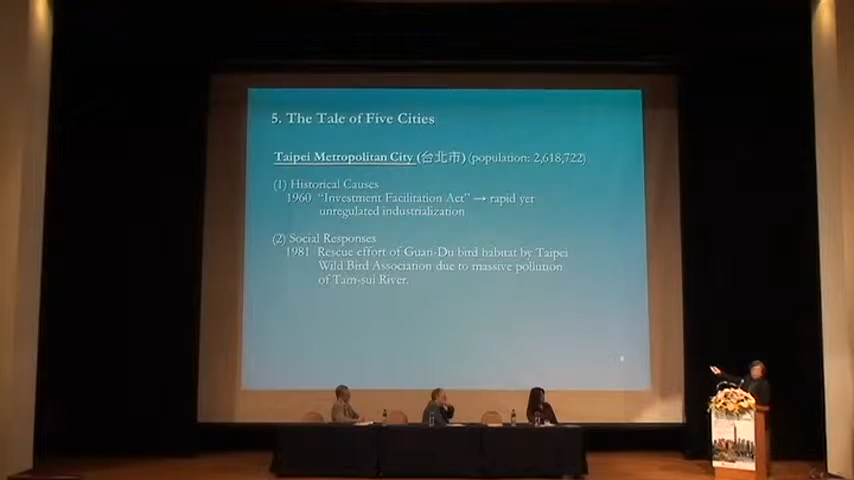 5. The Tale of Five Cities
Taipei Metropolitan City (台北市) (population: 2,618,722)
(1) Historical Causes
1960 “Investment Facilitation Act” → rapid yet
unregulated industrialization
(2) Social Responses
1981 Rescue effort of Guan-Du bird habitat by Taipei
Wild Bird Association due to massive pollution
of Tam-sui River.